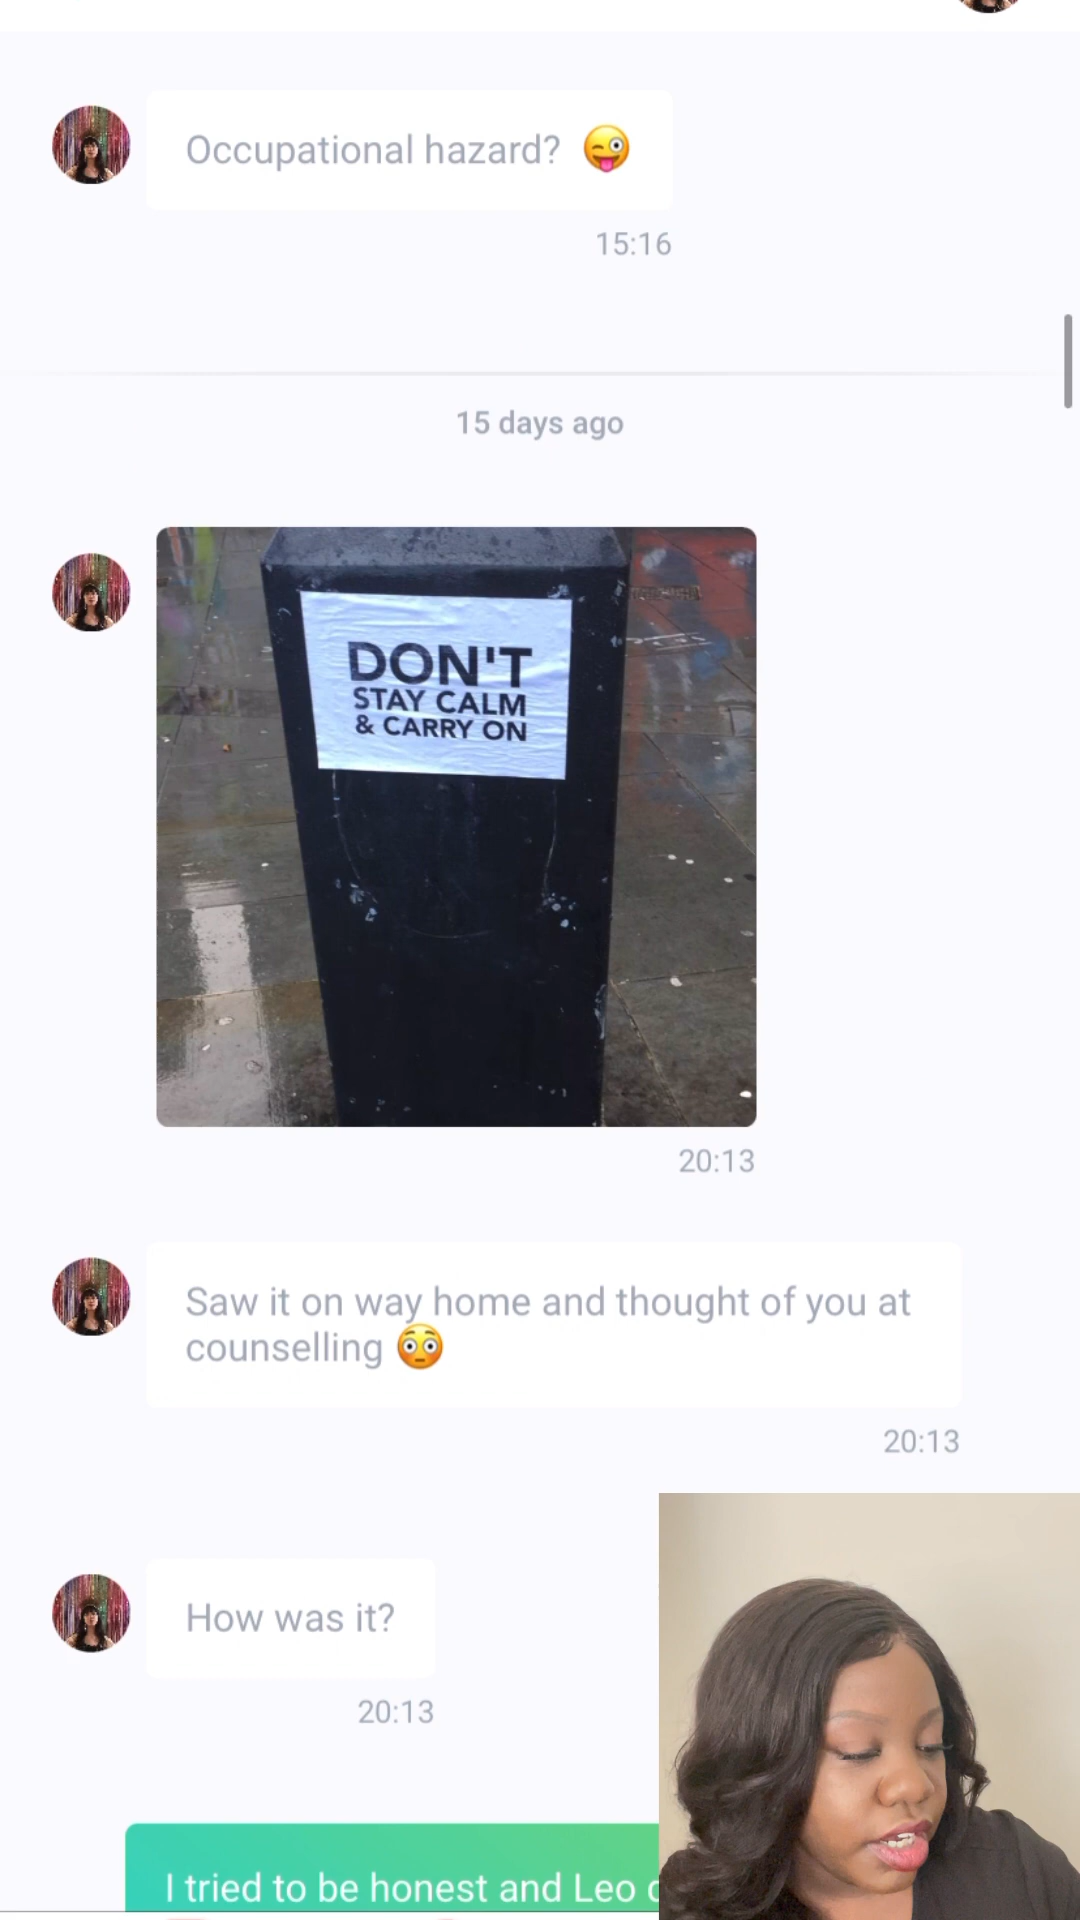 Occupational hazard? 😜
15:16
15 days ago
DON'T
STAY CALM
& CARRY ON
20:13
Saw it on way home and thought of you at
counselling 😳
20:13
How was it?
20:13
I tried to be honest and Leo